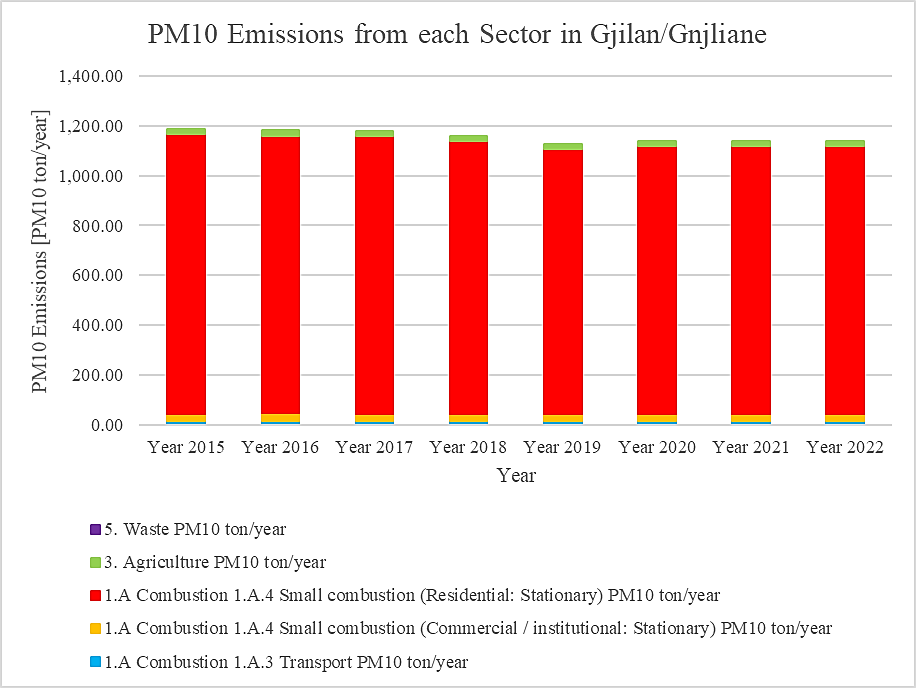 PM10 Emissions from each Sector in Gjilan/Gnjliane
PM10 Emissions [PM10 ton/year]
1,400.00
1,200.00
1,000.00
800.00
600.00
400.00
200.00
0.00
Year 2015 Year 2016 Year 2017 Year 2018 Year 2019 Year 2020 Year 2021 Year 2022
Year
5. Waste PM10 ton/year
3. Agriculture PM10 ton/year
1.A Combustion 1.A.4 Small combustion (Residential: Stationary) PM10 ton/year
1.A Combustion 1.A.4 Small combustion (Commercial / institutional: Stationary) PM10 ton/year
1.A Combustion 1.A.3 Transport PM10 ton/year